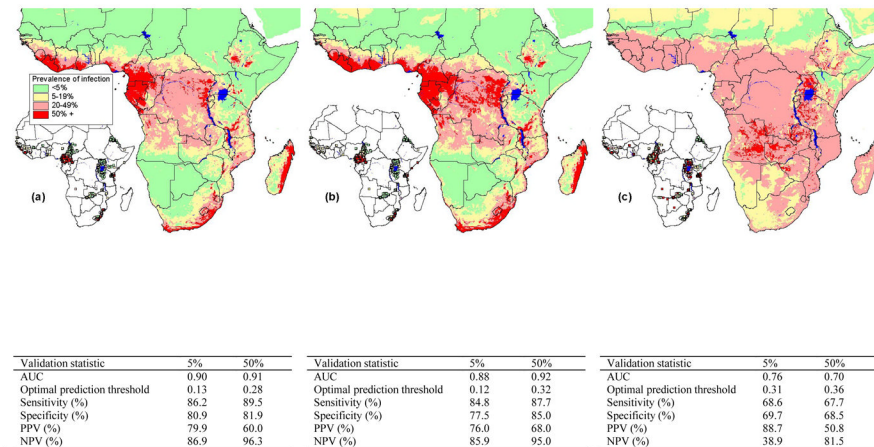 Prevalence of infection
<5%
5-19%
20-49%
50% +
(a)
(b)
(c)
Validation statistic 5% 50%
AUC 0.90 0.91
Optimal prediction threshold 0.13 0.28
Sensitivity (%) 86.2 89.5
Specificity (%) 80.9 81.9
PPV (%) 79.9 60.0
NPV (%) 86.9 96.3
Validation statistic 5% 50%
AUC 0.88 0.92
Optimal prediction threshold 0.12 0.32
Sensitivity (%) 84.8 87.7
Specificity (%) 77.5 85.0
PPV (%) 76.0 68.0
NPV (%) 85.9 95.0
Validation statistic 5% 50%
AUC 0.76 0.70
Optimal prediction threshold 0.31 0.36
Sensitivity (%) 68.6 67.7
Specificity (%) 69.7 68.5
PPV (%) 88.7 50.8
NPV (%) 38.9 81.5